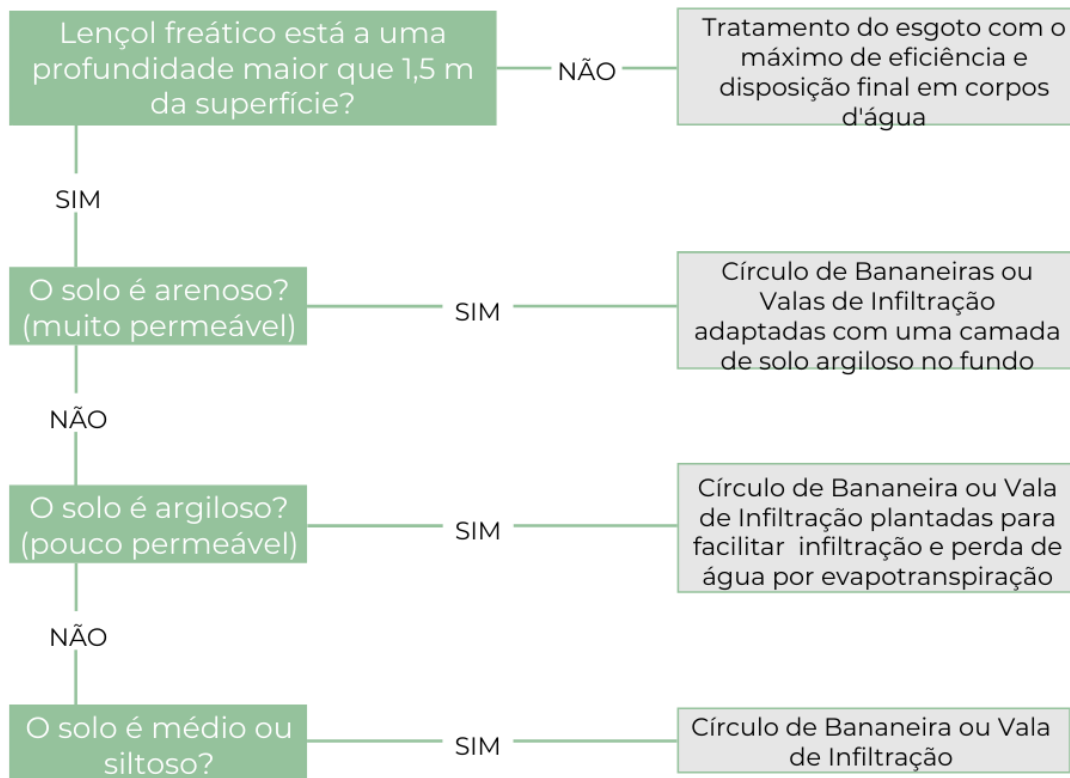 Lençol freático está a uma
profundidade maior que 1,5 m
da superfície?
NÃO
Tratamento do esgoto com o
máximo de eficiência e
disposição final em corpos
d'água
SIM
O solo é arenoso?
(muito permeável)
SIM
Círculo de Bananeiras ou
Valas de Infiltração
adaptadas com uma camada
de solo argiloso no fundo
NÃO
O solo é argiloso?
(pouco permeável)
SIM
Círculo de Bananeira ou Vala
de Infiltração plantadas para
facilitar infiltração e perda de
água por evapotranspiração
NÃO
O solo é médio ou
siltoso?
SIM
Círculo de Bananeira ou Vala
de Infiltração